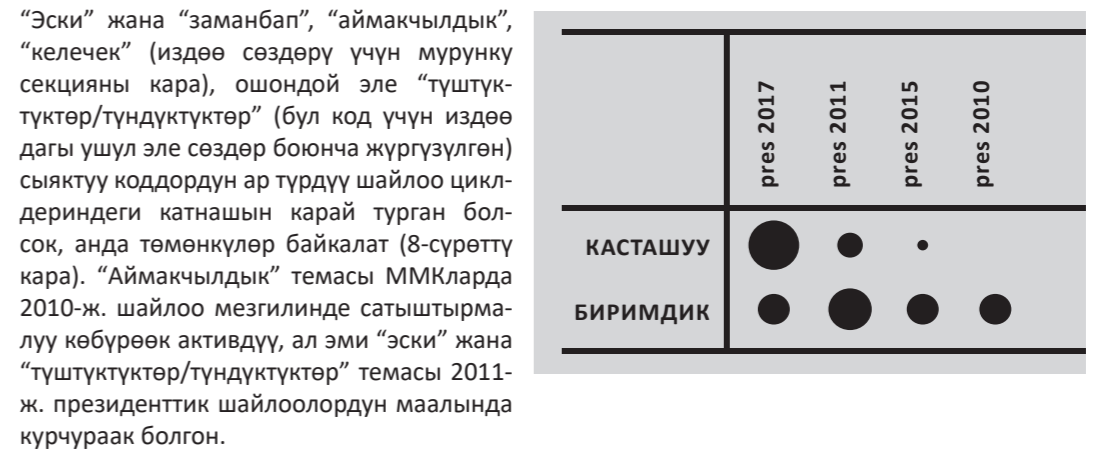 “Эски” жана “заманбап”, “аймакчылдык”,
“келечек” (издөө сөздөрү үчүн мурунку
секцияны кара), ошондой эле “түштүк-
түктөр/түндүктүктөр” (бул код үчүн издөө
дагы ушул эле сөздөр боюнча жүргүзүлгөн)
сыяктуу коддордун ар түрдүү шайлоо цикл-
дериндеги катнашын карай турган бол-
сок, анда төмөнкүлөр байкалат (8-сүрөттү
кара). “Аймакчылдык” темасы ММКларда
2010-ж. шайлоо мезгилинде сатыштырма-
луу көбүрөөк активдүү, ал эми “эски” жана
“түштүктүктөр/түндүктүктөр” темасы 2011-
ж. президенттик шайлоолордун маалында
курчураак болгон.
pres 2017
pres 2011
pres 2015
pres 2010
КАСТАШУУ
БИРИМДИК